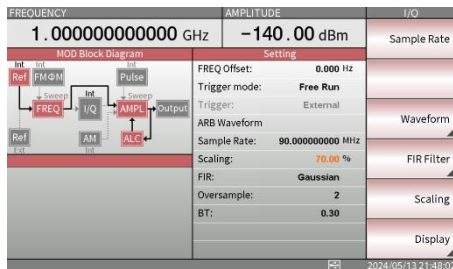 FREQUENCY AMPLITUDE I/O
1.000000000000 GHz -140.00 dBm
Sample Rate
Waveform
FIR Filter
Scaling
Display
MOD Block Diagram
Int Int Int
Ref FMΦM Pulse
Sweep Int Sweep
FREQ I/Q AMPL Output
Ref AM ALC
Ext Int
Setting
FREQ Offset: 0.000 Hz
Trigger mode: Free Run
Trigger: External
ARB Waveform
Sample Rate: 90.000000000 MHz
Scaling: 70.00 %
FIR: Gaussian
Oversample: 2
BT: 0.30
2024/05/13 21:48:02